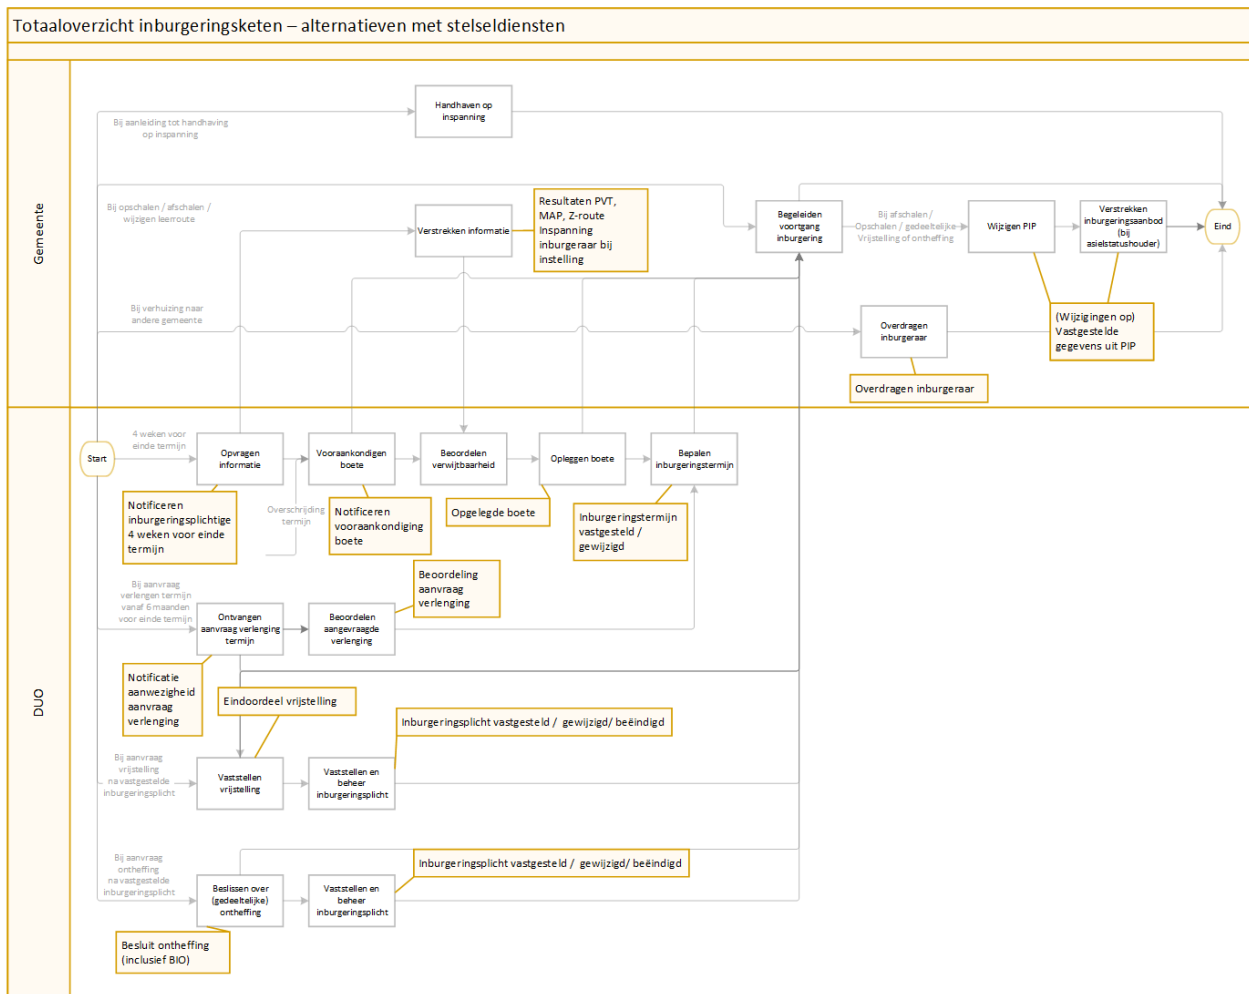 Totaaloverzicht inburgeringsketen – alternatieven met stelseldiensten
Gemeente
Handhaven op
inspanning
Bij aanleiding tot handhaving
op inspanning
Bij opschalen / afschalen /
wijzigen leerroute
Verstrekken informatie
Resultaten PVT,
MAP, Z-route
Inspanning
inburgeraar bij
instelling
Begeleiden
voortgang
inburgering
Bij afschalen /
Opschalen / gedeeltelijke
Vrijstelling of ontheffing
Wijzigen PIP
Verstrekken
inburgeringsaanbod
(bij
asielstatushouder)
Eind
Bij verhuizing naar
andere gemeente
Overdragen
inburgeraar
(Wijzigingen op)
Vastgestelde
gegevens uit PIP
Overdragen inburgeraar
DUO
Start
4 weken voor
einde termijn
Opvragen
informatie
Vooraankondigen
boete
Beoordelen
verwijtbaarheid
Opleggen boete
Bepalen
inburgeringstermijn
Notificeren
inburgeringsplichtige
4 weken voor einde
termijn
Overschrijding
termijn
Notificeren
vooraankondiging
boete
Opgelegde boete
Inburgeringstermijn
vastgesteld /
gewijzigd
Bij aanvraag
verlengen termijn
vanaf 6 maanden
voor einde termijn
Ontvangen
aanvraag verlenging
termijn
Beoordelen
aangevraagde
verlenging
Beoordeling
aanvraag
verlenging
Notificatie
aanwezigheid
aanvraag
verlenging
Eindoordeel vrijstelling
Inburgeringsplicht vastgesteld / gewijzigd/ beëindigd
Bij aanvraag
vrijstelling
na vastgestelde
inburgeringsplicht
Vaststellen
vrijstelling
Vaststellen en
beheer
inburgeringsplicht
Bij aanvraag
ontheffing
na vastgestelde
inburgeringsplicht
Beslissen over
(gedeeltelijke)
ontheffing
Vaststellen en
beheer
inburgeringsplicht
Inburgeringsplicht vastgesteld / gewijzigd/ beëindigd
Besluit ontheffing
(inclusief BIO)